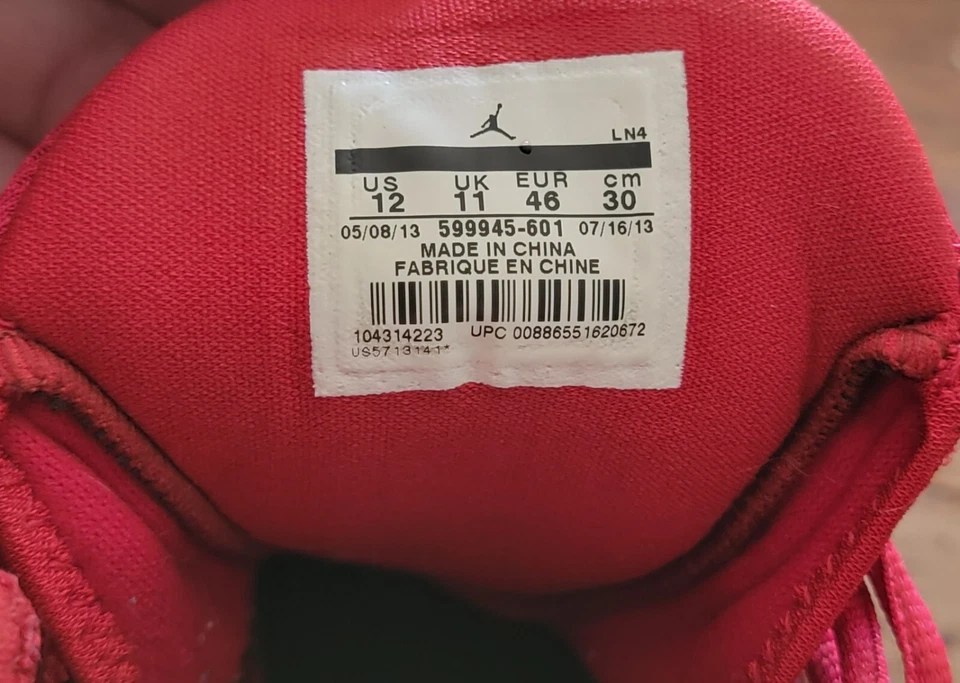 LN4
US UK EUR cm
12 11 46 30
05/08/13 599945-601 07/16/13
MADE IN CHINA
FABRIQUE EN CHINE
104314223 UPC 00886551620672
US5713141*